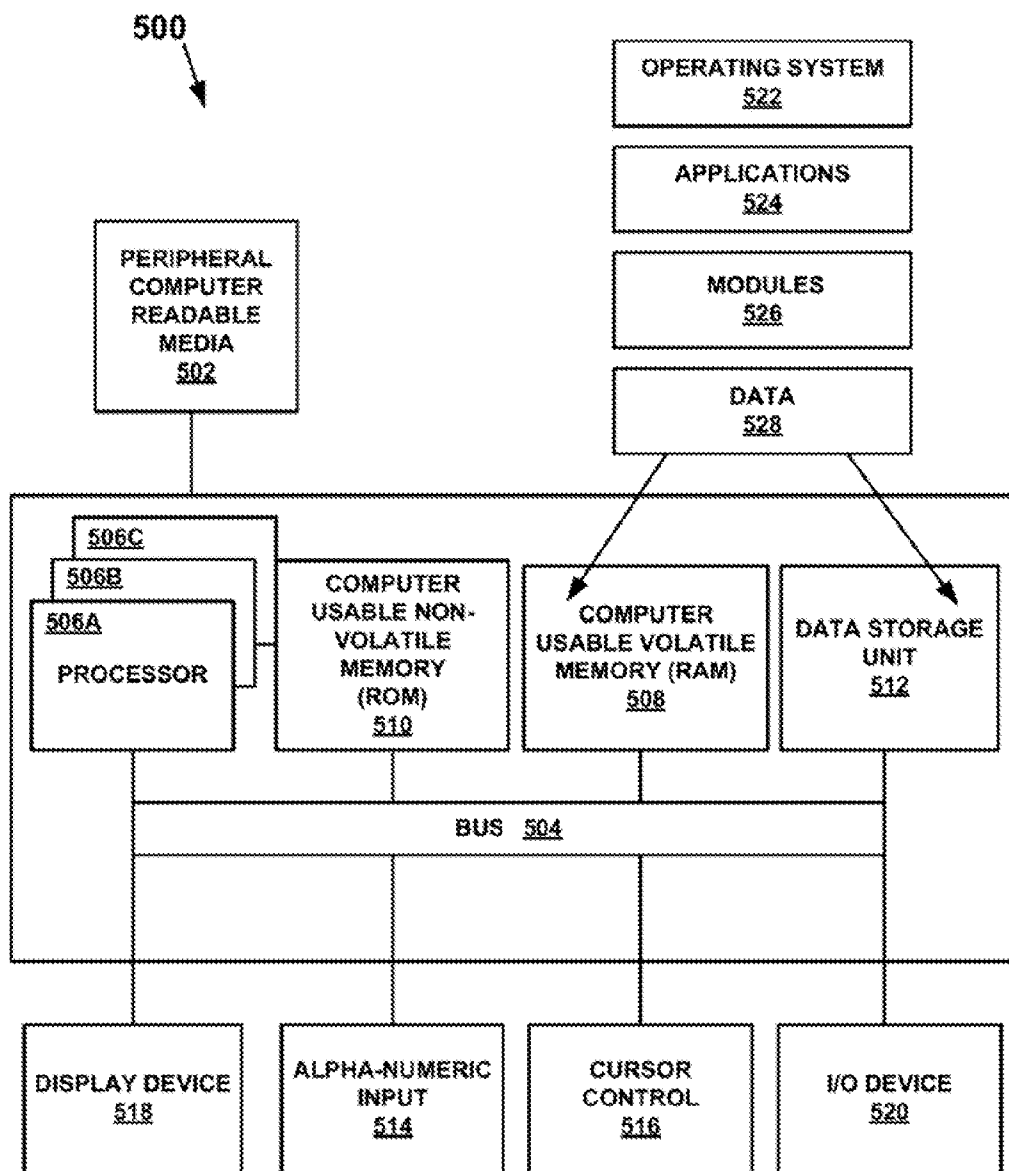 500
OPERATING SYSTEM
522
APPLICATIONS
524
MODULES
526
DATA
528
PERIPHERAL
COMPUTER
READABLE
MEDIA
502
506C
506B
506A
PROCESSOR
COMPUTER
USABLE NON-
VOLATILE
MEMORY
(ROM)
510
COMPUTER
USABLE VOLATILE
MEMORY (RAM)
508
DATA STORAGE
UNIT
512
BUS 504
DISPLAY DEVICE
518
ALPHA-NUMERIC
INPUT
514
CURSOR
CONTROL
516
I/O DEVICE
520